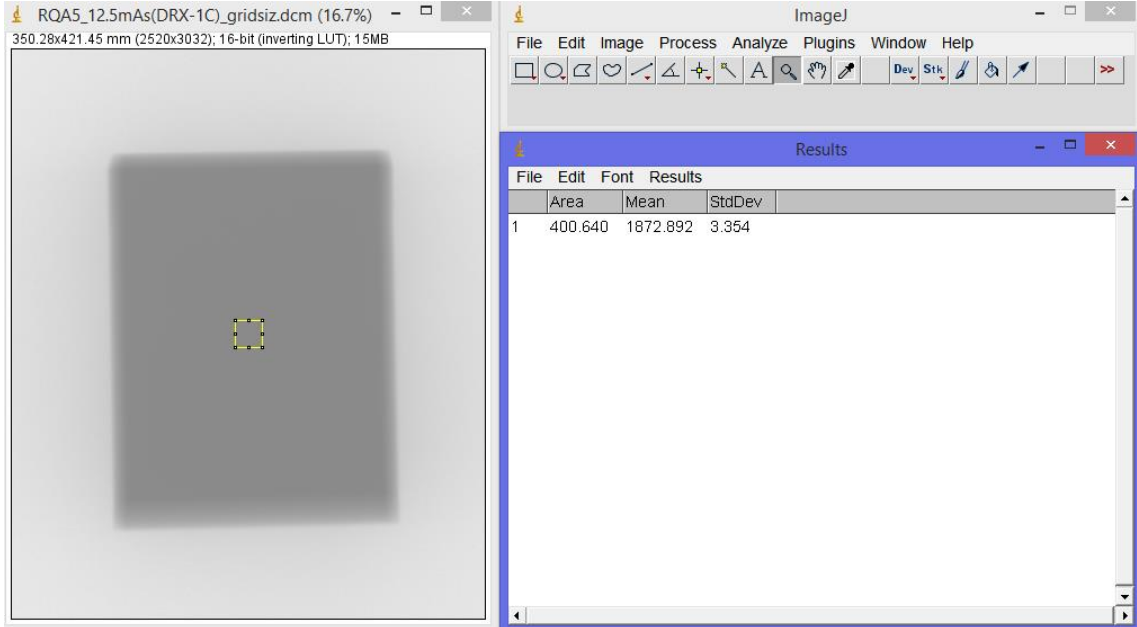 RQA5_12.5mAs(DRX-1C)_gridsiz.dcm (16.7%)
350.28x421.45 mm (2520x3032); 16-bit (inverting LUT); 15MB
ImageJ
File Edit Image Process Analyze Plugins Window Help
A Dev Stk >>
Results
File Edit Font Results
Area Mean StdDev
1 400.640 1872.892 3.354